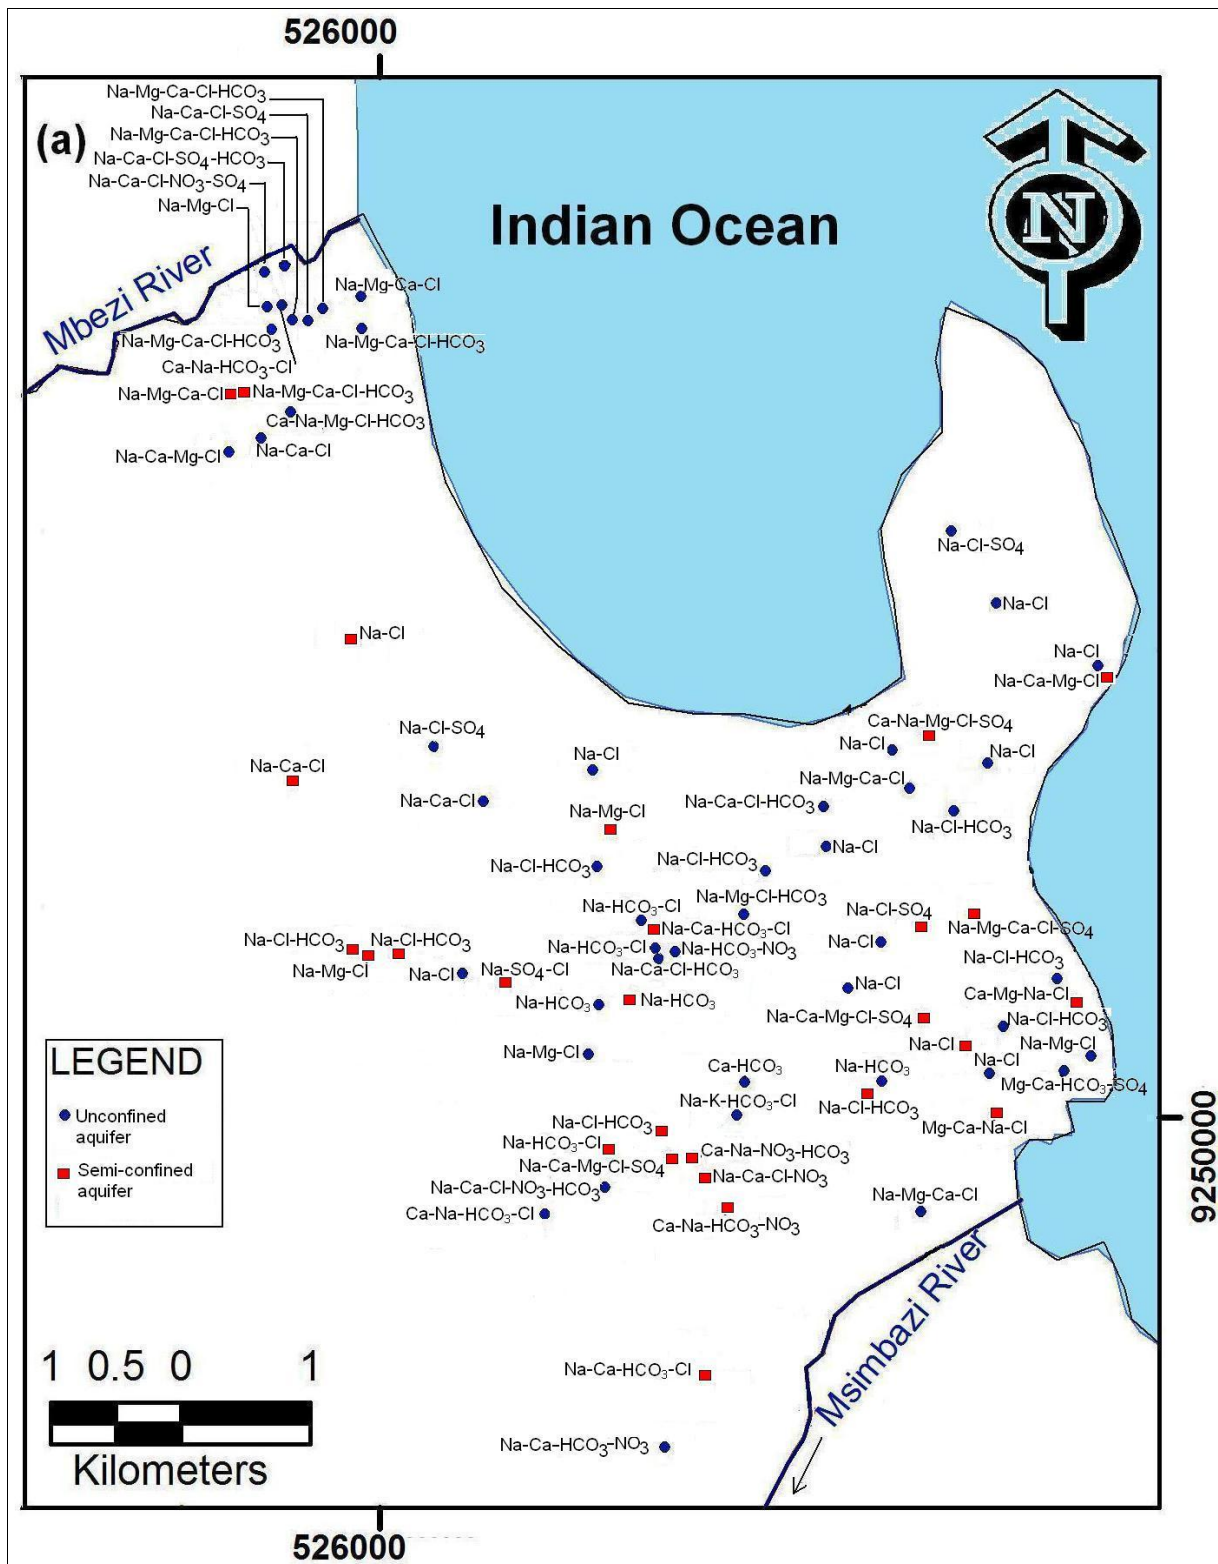 526000
(a)
Na-Mg-Ca-Cl-HCO3
Na-Ca-Cl-SO4
Na-Mg-Ca-Cl-HCO3
Na-Ca-Cl-SO4-HCO3
Na-Ca-Cl-NO3-SO4
Na-Mg-Cl
N
Indian Ocean
Mbezi River
Na-Mg-Ca-Cl
Na-Mg-Ca-Cl-HCO3
Na-Mg-Ca-Cl-HCO3
Ca-Na-HCO3-Cl
Na-Mg-Ca-Cl
Na-Mg-Ca-Cl-HCO3
Ca-Na-Mg-Cl-HCO3
Na-Ca-Mg-Cl
Na-Ca-Cl
Na-Cl-SO4
Na-Cl
Na-Cl
Na-Cl
Na-Ca-Mg-Cl
Ca-Na-Mg-Cl-SO4
Na-Cl-SO4
Na-Cl
Na-Cl
Na-Cl
Na-Ca-Cl
Na-Mg-Ca-Cl
Na-Ca-Cl
Na-Mg-Cl
Na-Ca-Cl-HCO3
Na-Cl-HCO3
Na-Cl
Na-Cl-HCO3
Na-Cl-HCO3
Na-Mg-Cl-HCO3
Na-HCO3-Cl
Na-Cl-SO4
Na-Ca-HCO3-Cl
Na-Mg-Ca-Cl-SO4
Na-Cl-HCO3
Na-Cl-HCO3
Na-HCO3-Cl
Na-HCO3-NO3
Na-Cl
Na-Cl-HCO3
Na-Mg-Cl
Na-Cl
Na-SO4-Cl
Na-Ca-Cl-HCO3
Na-HCO3
Na-HCO3
Na-Cl
Ca-Mg-Na-Cl
Na-Ca-Mg-Cl-SO4
Na-Cl-HCO3
Na-Mg-Cl
Na-Cl
Na-Mg-Cl
Ca-HCO3
Na-HCO3
Na-Cl
Mg-Ca-HCO3-SO4
Na-K-HCO3-Cl
Na-Cl-HCO3
Mg-Ca-Na-Cl
Na-Cl-HCO3
Na-HCO3-Cl
Ca-Na-NO3-HCO3
Na-Ca-Mg-Cl-SO4
Na-Ca-Cl-NO3
Na-Ca-Cl-NO3-HCO3
Na-Mg-Ca-Cl
Ca-Na-HCO3-Cl
Ca-Na-HCO3-NO3
9250000
LEGEND
Unconfined
aquifer
Semi-confined
aquifer
Msimbazi River
1 0.5 0 1
Kilometers
Na-Ca-HCO3-Cl
Na-Ca-HCO3-NO3
526000